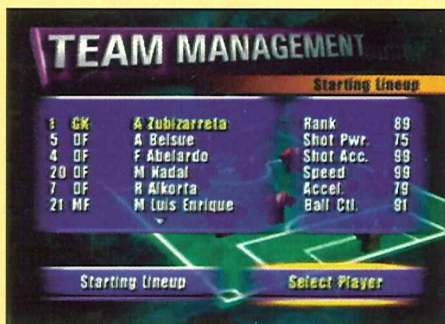 TEAM MANAGEMENT
Starting Lineup
1 GK A Zubizarreta
5 DF A Belsue
4 DF F Abelardo
20 DF M Nadal
7 DF R Alkorta
21 MF M Luis Enrique
Rank 89
Shot Pwr. 75
Shot Acc. 99
Speed 99
Accel. 79
Ball Ctl. 91
Starting Lineup
Select Player